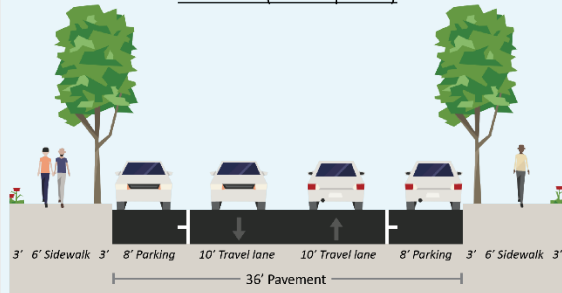 3' 6' Sidewalk 3' 8' Parking 10' Travel lane 10' Travel lane 8' Parking 3' 6' Sidewalk 3'
36' Pavement